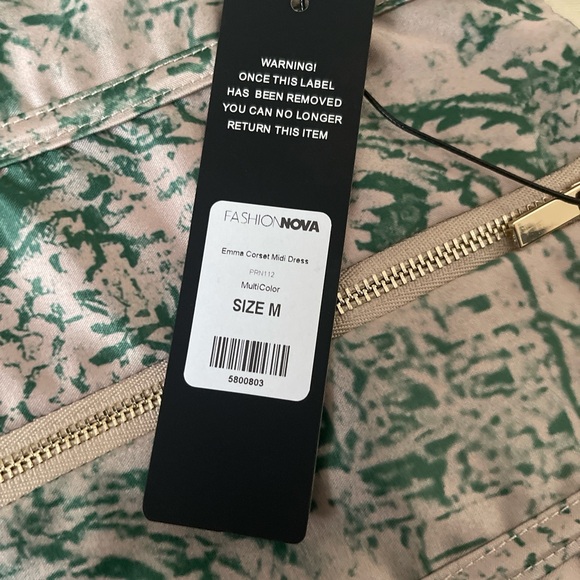 WARNING!
ONCE THIS LABEL
HAS BEEN REMOVED
YOU CAN NO LONGER
RETURN THIS ITEM
FASHIONNOVA
Emma Corset Midi Dress
PRN112
MultiColor
SIZE M
5800803